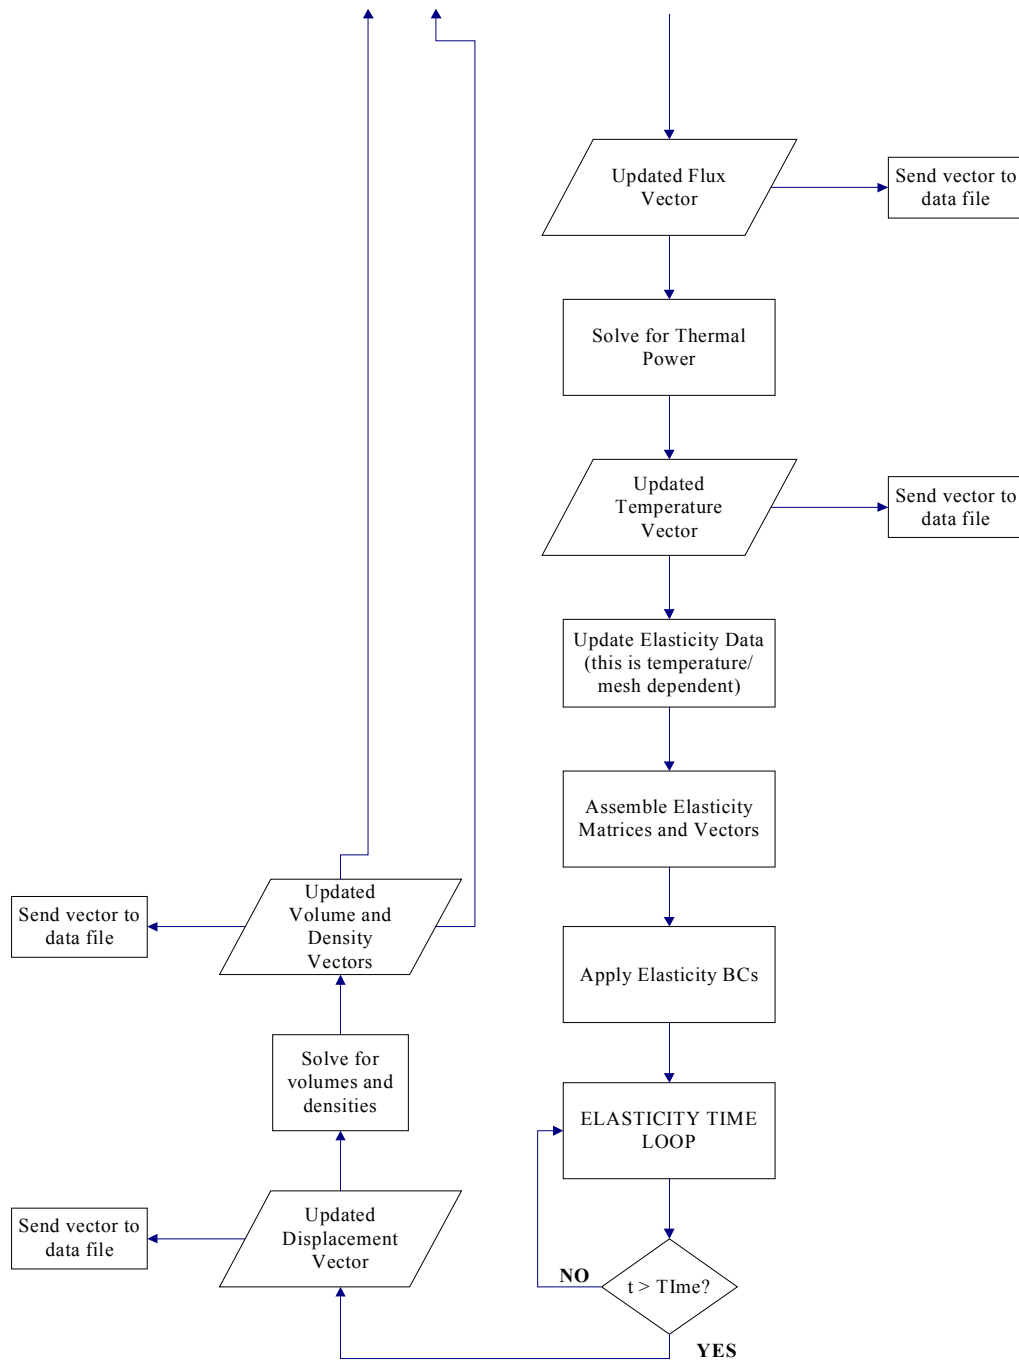 Updated Flux
Vector
Send vector to
data file
Solve for Thermal
Power
Updated
Temperature
Vector
Send vector to
data file
Update Elasticity Data
(this is temperature/
mesh dependent)
Assemble Elasticity
Matrices and Vectors
Updated
Volume and
Density
Vectors
Send vector to
data file
Apply Elasticity BCs
Solve for
volumes and
densities
ELASTICITY TIME
LOOP
Updated
Displacement
Vector
Send vector to
data file
NO
t > TIme?
YES